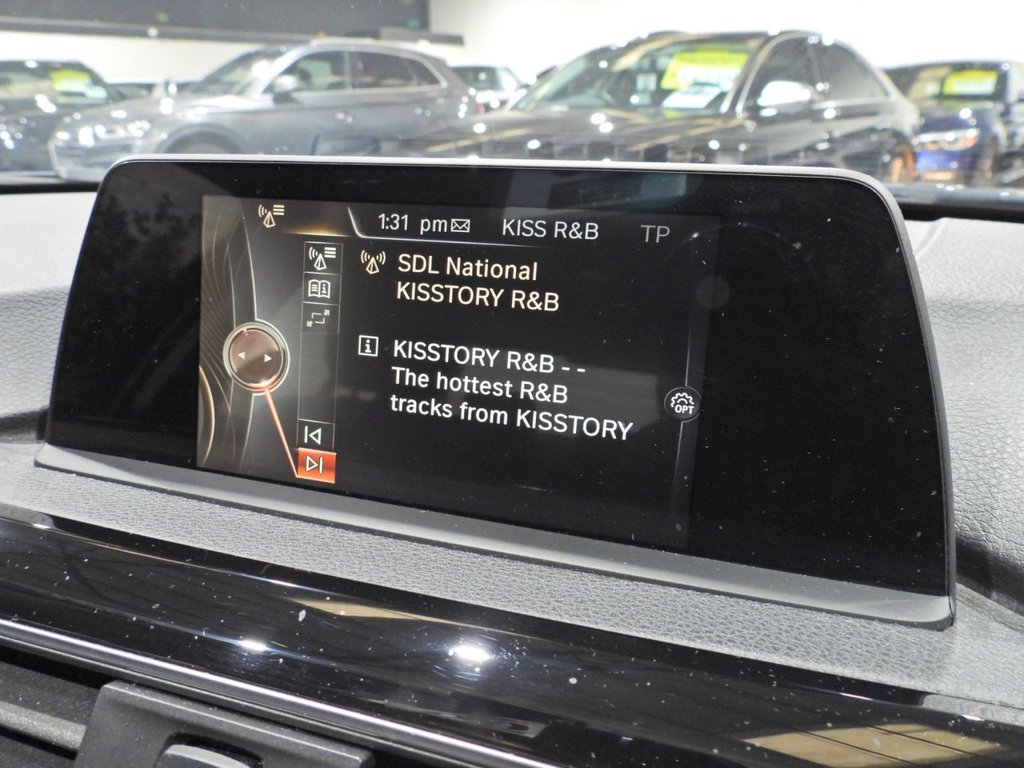 1:31 pm KISS R&B TP
SDL National
KISSTORY R&B
KISSTORY R&B - -
The hottest R&B
tracks from KISSTORY
OPT